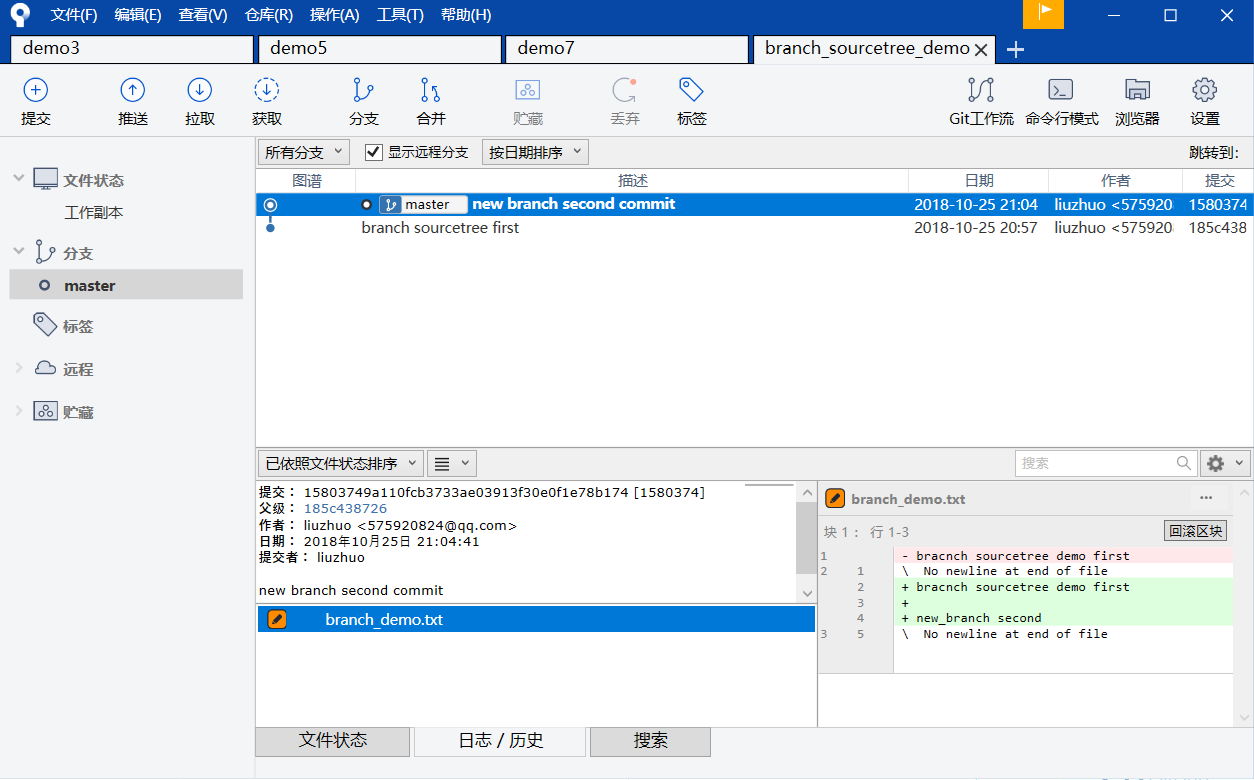 文件(F) 编辑(E) 查看(V) 仓库(R) 操作(A) 工具(T) 帮助(H)
demo3 demo5 demo7 branch_sourcetree_demo
提交 推送 拉取 获取 分支 合并 贮藏 丢弃 标签 Git工作流 命令行模式 浏览器 设置
所有分支 显示远程分支 按日期排序 跳转到:
文件状态
工作副本
分支
master
标签
远程
贮藏
图谱 描述 日期 作者 提交
master new branch second commit 2018-10-25 21:04 liuzhuo <575920 1580374
branch sourcetree first 2018-10-25 20:57 liuzhuo <575920 185c438
已依照文件状态排序 搜索
提交: 15803749a110fcb3733ae03913f30e0f1e78b174 [1580374]
父级: 185c438726
作者: liuzhuo <575920824@qq.com>
日期: 2018年10月25日 21:04:41
提交者: liuzhuo
new branch second commit
branch_demo.txt
branch_demo.txt ...
块 1: 行 1-3 回滚区块
1 - bracnch sourcetree demo first
2 1 \ No newline at end of file
2 + bracnch sourcetree demo first
3 +
4 + new_branch second
3 5 \ No newline at end of file
文件状态 日志 / 历史 搜索